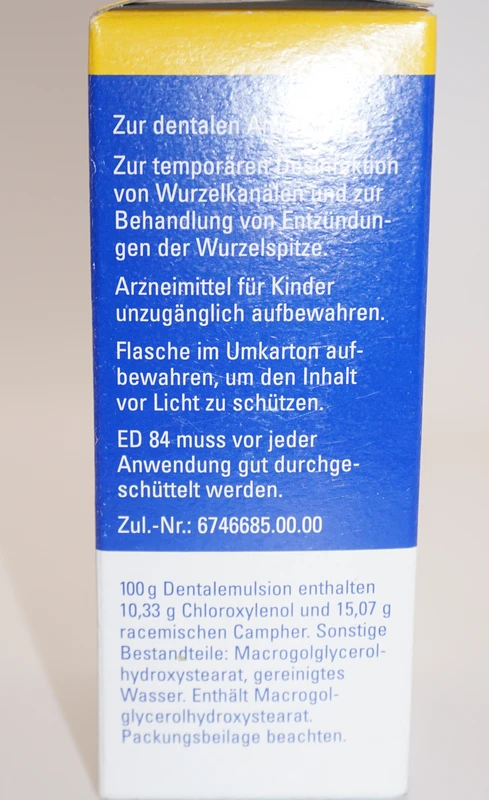 Zur dentalen
Zur temporären Desinfektion
von Wurzelkanälen und zur
Behandlung von Entzündun-
gen der Wurzelspitze.
Arzneimittel für Kinder
unzugänglich aufbewahren.
Flasche im Umkarton auf-
bewahren, um den Inhalt
vor Licht zu schützen.
ED 84 muss vor jeder
Anwendung gut durchge-
schüttelt werden.
Zul.-Nr.: 6746685.00.00
100 g Dentalemulsion enthalten
10,33 g Chloroxylenol und 15,07 g
racemischen Campher. Sonstige
Bestandteile: Macrogolglycerol-
hydroxystearat, gereinigtes
Wasser. Enthält Macrogol-
glycerolhydroxystearat.
Packungsbeilage beachten.